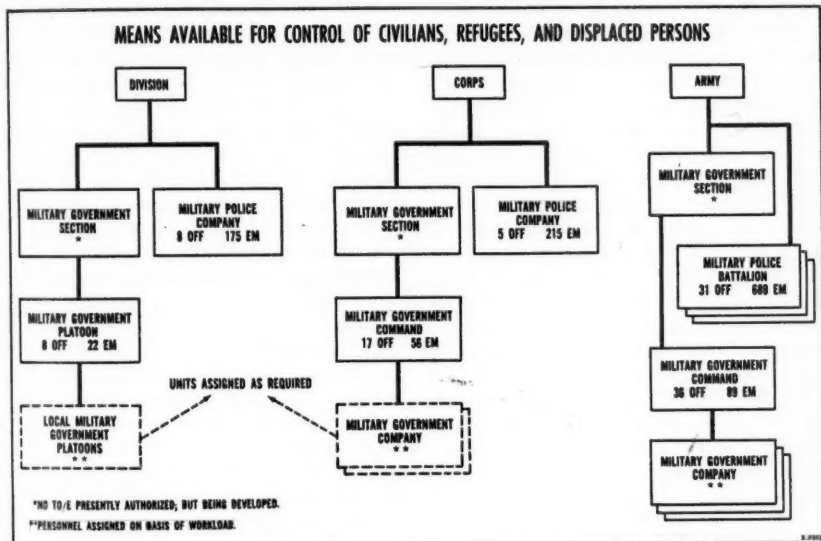 MEANS AVAILABLE FOR CONTROL OF CIVILIANS, REFUGEES, AND DISPLACED PERSONS
DIVISION
MILITARY GOVERNMENT
SECTION
*
MILITARY POLICE
COMPANY
8 OFF 175 EM
MILITARY GOVERNMENT
PLATOON
8 OFF 22 EM
LOCAL MILITARY
GOVERNMENT
PLATOONS
**
UNITS ASSIGNED AS REQUIRED
CORPS
MILITARY GOVERNMENT
SECTION
*
MILITARY POLICE
COMPANY
5 OFF 215 EM
MILITARY GOVERNMENT
COMMAND
17 OFF 56 EM
MILITARY GOVERNMENT
COMPANY
**
ARMY
MILITARY GOVERNMENT
SECTION
*
MILITARY POLICE
BATTALION
31 OFF 689 EM
MILITARY GOVERNMENT
COMMAND
36 OFF 89 EM
MILITARY GOVERNMENT
COMPANY
**
*NO TO/E PRESENTLY AUTHORIZED; BUT BEING DEVELOPED.
**PERSONNEL ASSIGNED ON BASIS OF WORKLOAD.